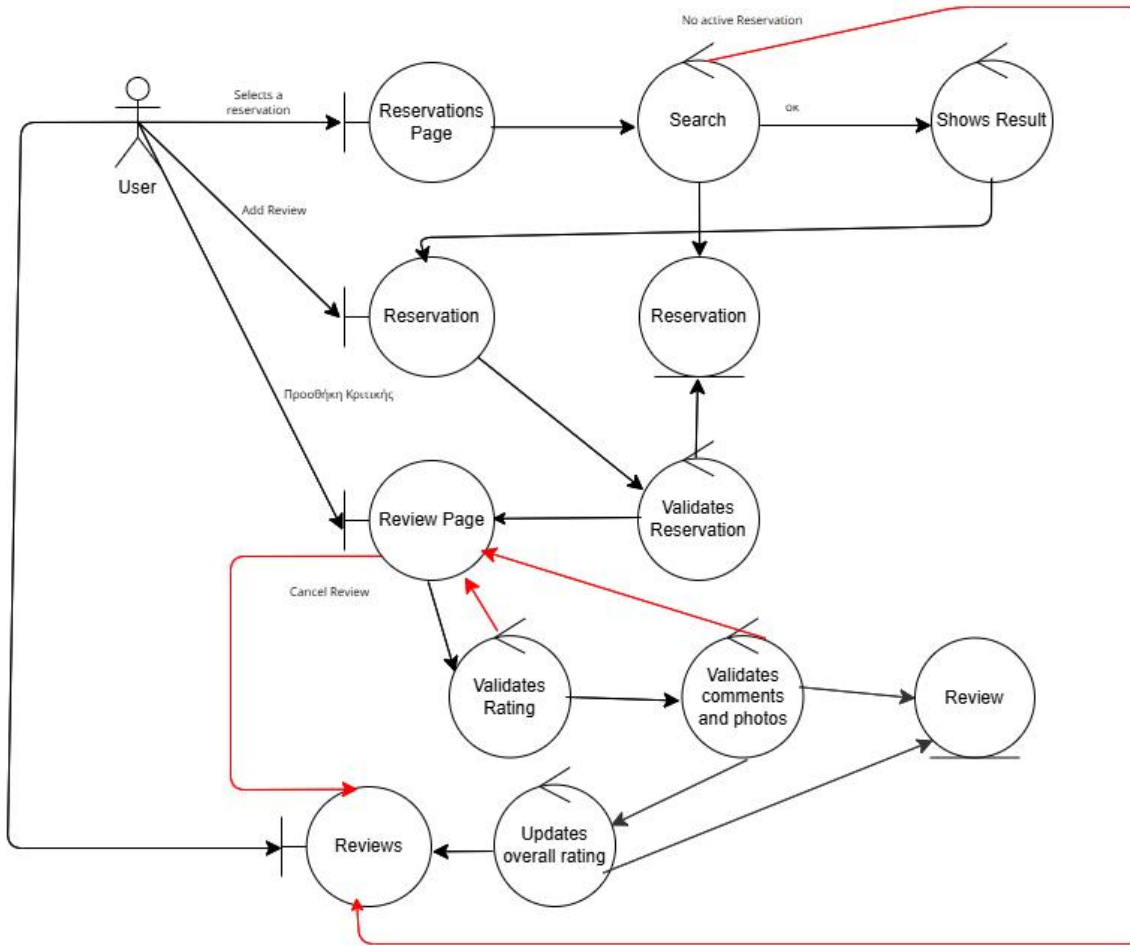 No active Reservation
Selects a
reservation
Reservations
Page
Search
OK
Shows Result
User
Add Review
Reservation
Reservation
Προσθήκη Κριτικής
Review Page
Validates
Reservation
Cancel Review
Validates
Rating
Validates
comments
and photos
Review
Reviews
Updates
overall rating